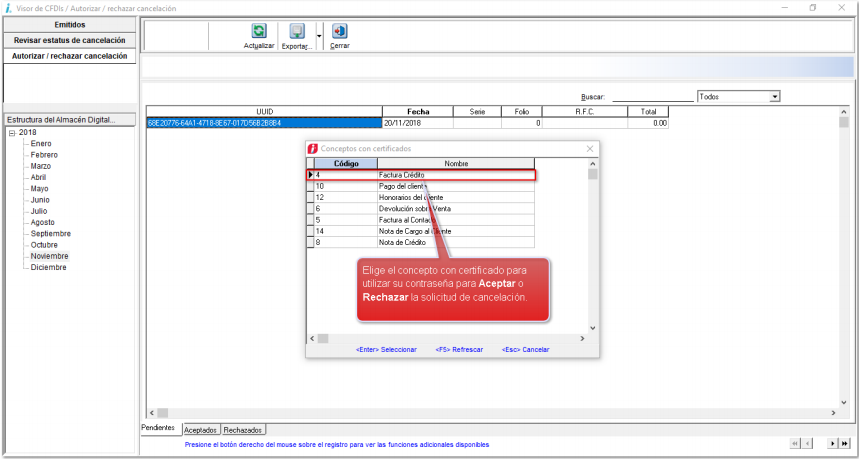 Visor de CFDIs / Autorizar / rechazar cancelación
Emitidos
Revisar estatus de cancelación
Autorizar / rechazar cancelación
Actualizar
Exportar..
Cerrar
Buscar:
Todos
Estructura del Almacén Digital...
2018
Enero
Febrero
Marzo
Abril
Mayo
Junio
Julio
Agosto
Septiembre
Octubre
Noviembre
Diciembre
UUID Fecha Serie Folio R.F.C. Total
68E20776-64A1-4718-8E67-017D56B2B8B4 20/11/2018 0 0.00
Conceptos con certificados
Código Nombre
4 Factura Crédito
10 Pago del cliente
12 Honorarios del cliente
6 Devolución sobre Venta
5 Factura al Contado
14 Nota de Cargo al Cliente
8 Nota de Crédito
Elige el concepto con certificado para
utilizar su contraseña para Aceptar o
Rechazar la solicitud de cancelación.
<Enter> Seleccionar <F5> Refrescar <Esc> Cancelar
Pendientes Aceptados Rechazados
Presione el botón derecho del mouse sobre el registro para ver las funciones adicionales disponibles